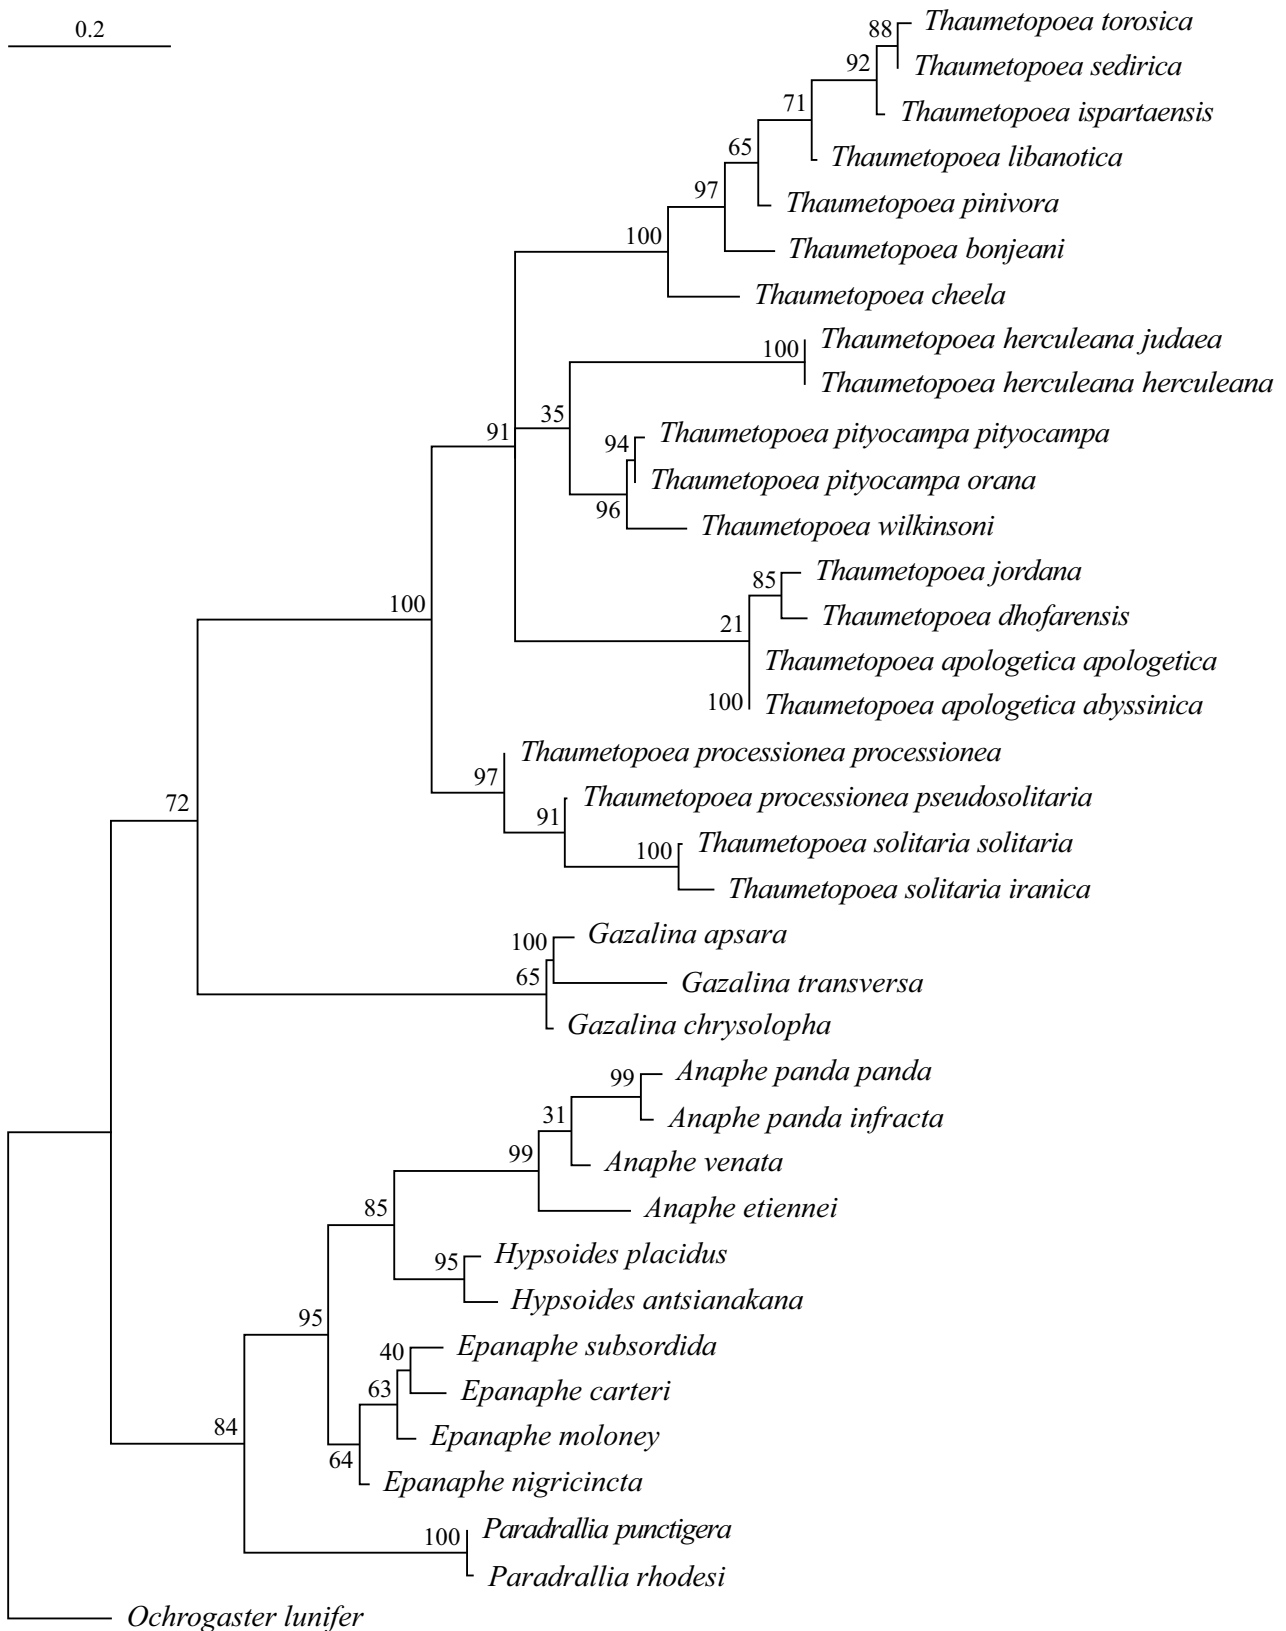 0.2
88
Thaumetopoea torosica
92
Thaumetopoea sedirica
71
Thaumetopoea ispartaensis
65
Thaumetopoea libanotica
97
Thaumetopoea pinivora
100
Thaumetopoea bonjeani
Thaumetopoea cheela
100
Thaumetopoea herculeana judaea
Thaumetopoea herculeana herculeana
91
35
94
Thaumetopoea pityocampa pityocampa
Thaumetopoea pityocampa orana
96
Thaumetopoea wilkinsoni
85
Thaumetopoea jordana
100
21
Thaumetopoea dhofarensis
Thaumetopoea apologetica apologetica
100
Thaumetopoea apologetica abyssinica
Thaumetopoea processionea processionea
97
Thaumetopoea processionea pseudosolitaria
72
91
Thaumetopoea solitaria solitaria
100
Thaumetopoea solitaria iranica
100
Gazalina apsara
65
Gazalina transversa
Gazalina chrysolopha
99
Anaphe panda panda
31
Anaphe panda infracta
99
Anaphe venata
85
Anaphe etiennei
95
Hypsoides placidus
Hypsoides antsianakana
95
40
Epanaphe subsordida
63
Epanaphe carteri
84
Epanaphe moloney
64
Epanaphe nigricincta
100
Paradrallia punctigera
Paradrallia rhodesi
Ochrogaster lunifer